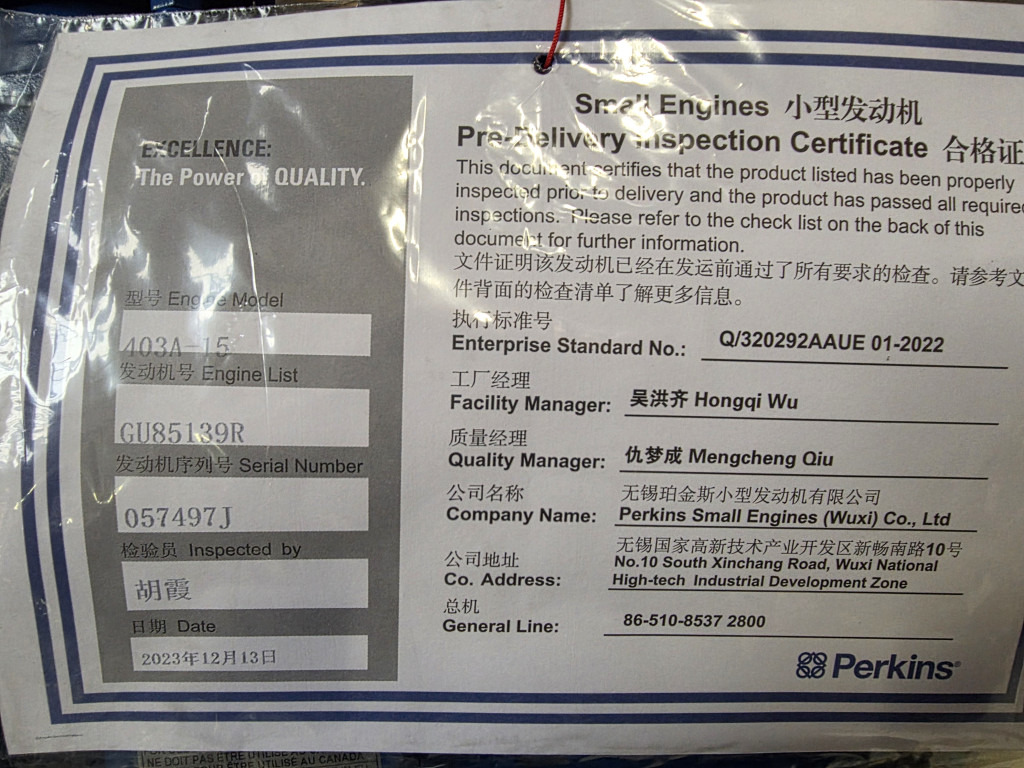 EXCELLENCE:
The Power of QUALITY.
型号 Engine Model
403A-15
发动机号 Engine List
GU85139R
发动机序列号 Serial Number
057497J
检验员 Inspected by
胡霞
日期 Date
2023年12月13日
Small Engines 小型发动机
Pre-Delivery Inspection Certificate 合格证
This document certifies that the product listed has been properly
inspected prior to delivery and the product has passed all required
inspections. Please refer to the check list on the back of this
document for further information.
文件证明该发动机已经在发运前通过了所有要求的检查。请参考文
件背面的检查清单了解更多信息。
执行标准号
Enterprise Standard No.: Q/320292AAUE 01-2022
工厂经理
Facility Manager: 吴洪齐 Hongqi Wu
质量经理
Quality Manager: 仇梦成 Mengcheng Qiu
公司名称 无锡珀金斯小型发动机有限公司
Company Name: Perkins Small Engines (Wuxi) Co., Ltd
公司地址 无锡国家高新技术产业开发区新畅南路10号
Co. Address: No.10 South Xinchang Road, Wuxi National
High-tech Industrial Development Zone
总机
General Line: 86-510-8537 2800
Perkins®
NE DOIT PAS ÊTRE UTILISÉ AU CANADA